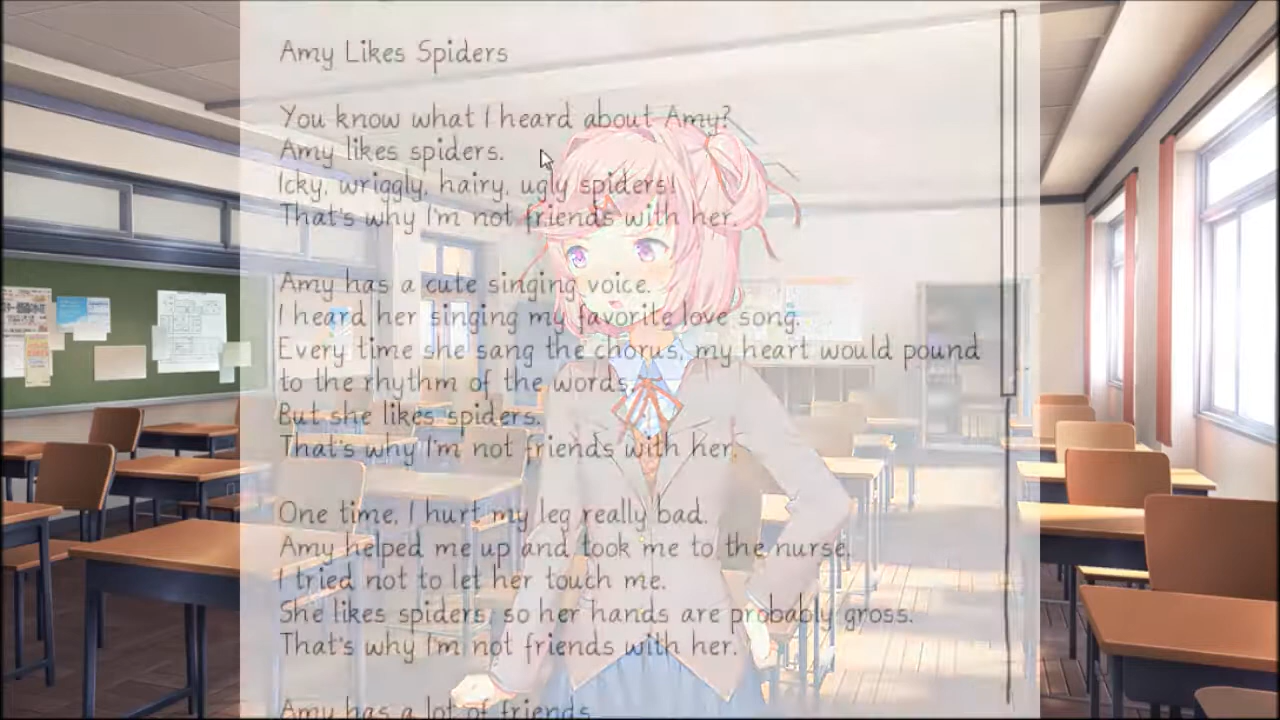 Amy Likes Spiders
You know what I heard about Amy?
Amy likes spiders.
Icky, wriggly, hairy, ugly spiders!
That's why I'm not friends with her.
Amy has a cute singing voice.
I heard her singing my favorite love song.
Every time she sang the chorus, my heart would pound
to the rhythm of the words.
But she likes spiders.
That's why I'm not friends with her.
One time, I hurt my leg really bad.
Amy helped me up and took me to the nurse.
I tried not to let her touch me.
She likes spiders, so her hands are probably gross.
That's why I'm not friends with her.
Amy has a lot of friends.